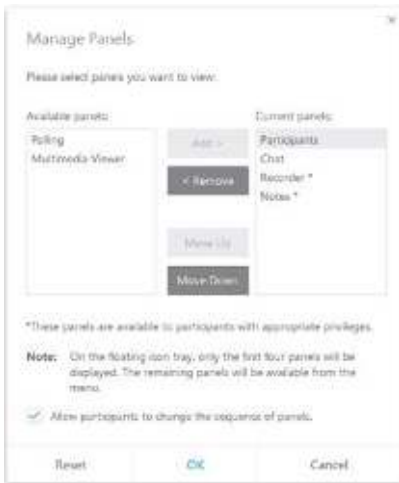 Manage Panels
Please select panels you want to view:
Available panels:
Current panels:
Polling
Multimedia Viewer
Add >
< Remove
Move Up
Move Down
Participants
Chat
Recorder *
Notes *
*These panels are available to participants with appropriate privileges.
Note: On the floating icon tray, only the first four panels will be
displayed. The remaining panels will be available from the
menu.
Allow participants to change the sequence of panels.
Reset
OK
Cancel